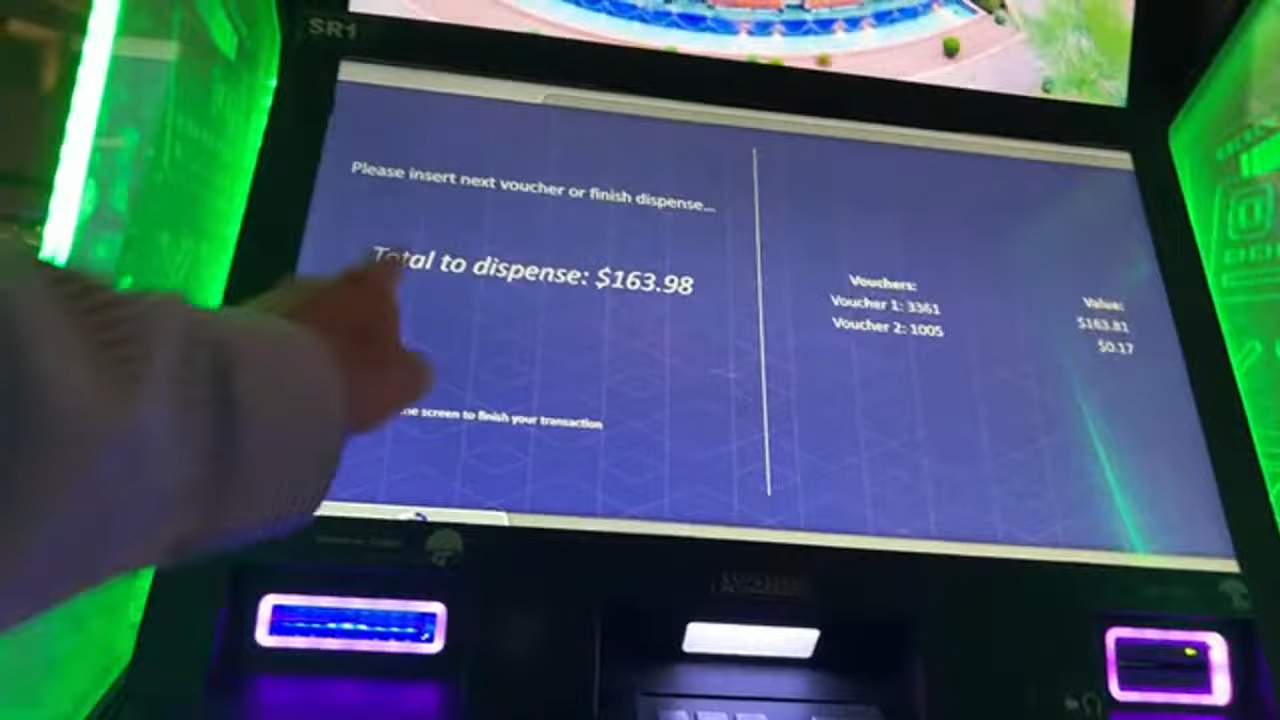 SR1
Please insert next voucher or finish dispense...
Total to dispense: $163.98
Vouchers: Value:
Voucher 1: 3361 $163.81
Voucher 2: 1005 $0.17
screen to finish your transaction